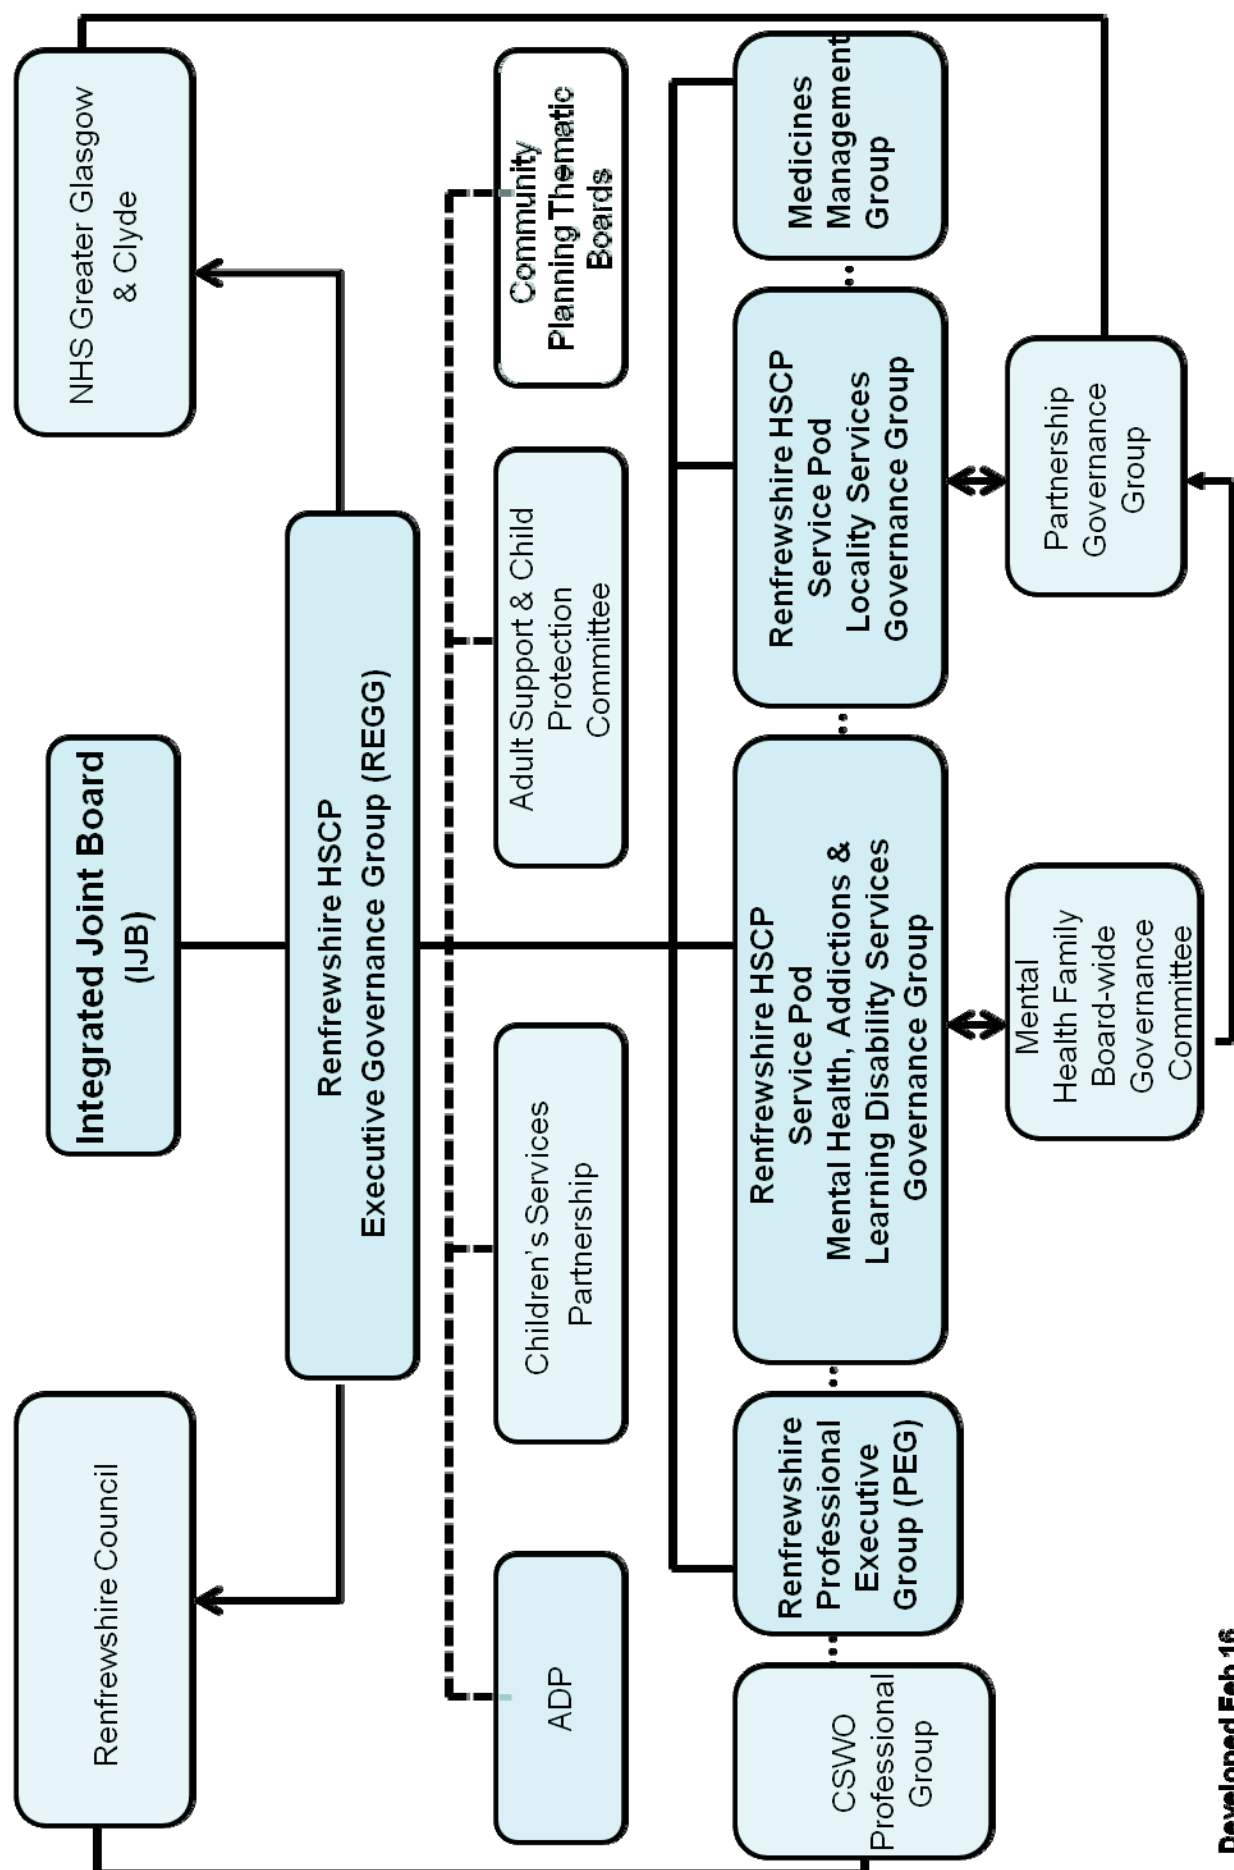 Integrated Joint Board
(IJB)
Renfrewshire Council
NHS Greater Glasgow
& Clyde
Renfrewshire HSCP
Executive Governance Group (REGG)
ADP
Children's Services
Partnership
Adult Support & Child
Protection
Committee
Community
Planning Thematic
Boards
CSWO
Professional
Group
Renfrewshire
Professional
Executive
Group (PEG)
Renfrewshire HSCP
Service Pod
Mental Health, Addictions &
Learning Disability Services
Governance Group
Renfrewshire HSCP
Service Pod
Locality Services
Governance Group
Medicines
Management
Group
Mental
Health Family
Board-wide
Governance
Committee
Partnership
Governance
Group
Developed Feb 16